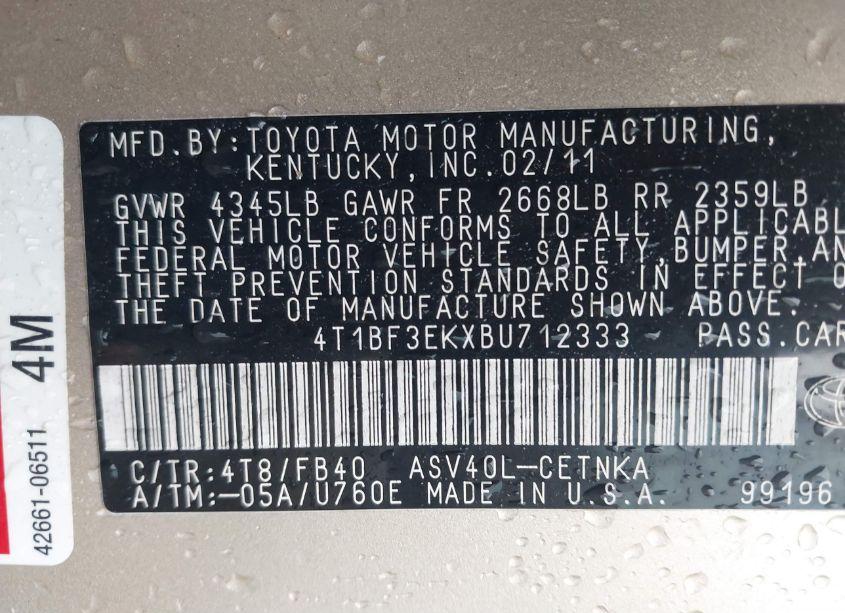 MFD.BY:TOYOTA MOTOR MANUFACTURING,
KENTUCKY,INC.02/11
GVWR 4345LB GAWR FR 2668LB RR 2359LB
THIS VEHICLE CONFORMS TO ALL APPLICABL
FEDERAL MOTOR VEHICLE SAFETY,BUMPER,AN
THEFT PREVENTION STANDARDS IN EFFECT O
THE DATE OF MANUFACTURE SHOWN ABOVE.
4T1BF3EKXBU712333 PASS.CAR
C/TR:4T8/FB40 ASV40L-CETNKA
A/TM:-05A/U760E MADE IN U.S.A. 99196
4M
42661-06511